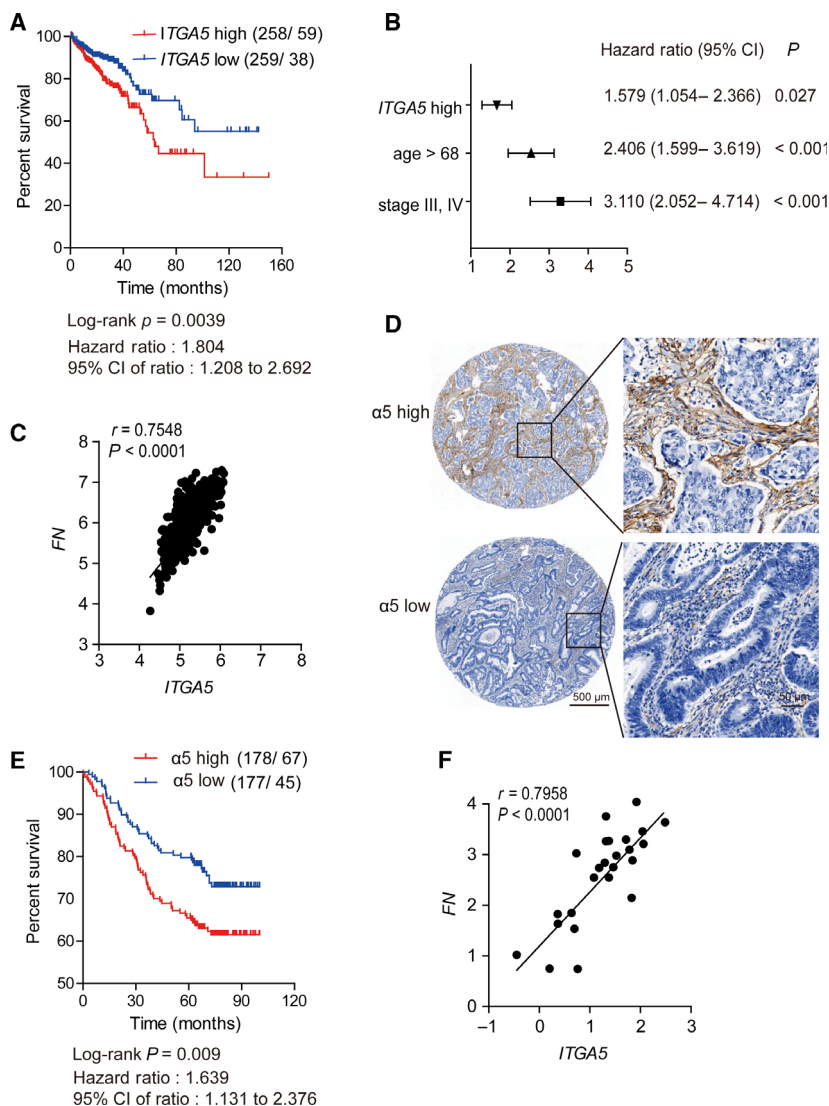 A
ITGA5 high (258/ 59)
ITGA5 low (259/ 38)
Percent survival
100
80
60
40
20
0
0 40 80 120 160
Time (months)
Log-rank p = 0.0039
Hazard ratio : 1.804
95% CI of ratio : 1.208 to 2.692
B
Hazard ratio (95% CI) P
ITGA5 high 1.579 (1.054– 2.366) 0.027
age > 68 2.406 (1.599– 3.619) < 0.001
stage III, IV 3.110 (2.052– 4.714) < 0.001
1 2 3 4 5
C
r = 0.7548
P < 0.0001
FN
8
7
6
5
4
3
3 4 5 6 7 8
ITGA5
D
α5 high
α5 low
500 µm
50 µm
E
α5 high (178/ 67)
α5 low (177/ 45)
Percent survival
100
90
80
70
60
50
0 30 60 90 120
Time (months)
Log-rank P = 0.009
Hazard ratio : 1.639
95% CI of ratio : 1.131 to 2.376
F
r = 0.7958
P < 0.0001
FN
4
3
2
1
0
–1 0 1 2 3
ITGA5